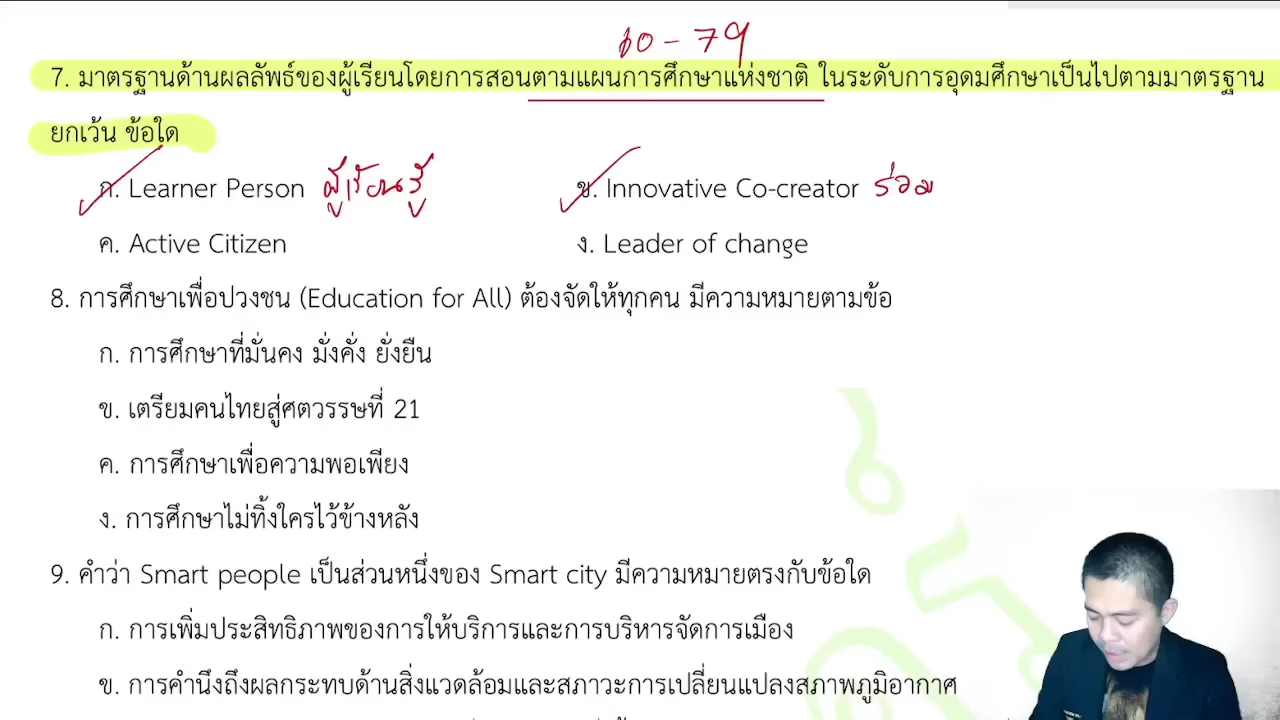 60-79
7. มาตรฐานด้านผลลัพธ์ของผู้เรียนโดยการสอนตามแผนการศึกษาแห่งชาติ ในระดับการอุดมศึกษาเป็นไปตามมาตรฐาน
ยกเว้น ข้อใด
ก. Learner Person ผู้เรียนรู้ ข. Innovative Co-creator ร่วม
ค. Active Citizen ง. Leader of change
8. การศึกษาเพื่อปวงชน (Education for All) ต้องจัดให้ทุกคน มีความหมายตามข้อ
ก. การศึกษาที่มั่นคง มั่งคั่ง ยั่งยืน
ข. เตรียมคนไทยสู่ศตวรรษที่ 21
ค. การศึกษาเพื่อความพอเพียง
ง. การศึกษาไม่ทิ้งใครไว้ข้างหลัง
9. คำว่า Smart people เป็นส่วนหนึ่งของ Smart city มีความหมายตรงกับข้อใด
ก. การเพิ่มประสิทธิภาพของการให้บริการและการบริหารจัดการเมือง
ข. การคำนึงถึงผลกระทบด้านสิ่งแวดล้อมและสภาวะการเปลี่ยนแปลงสภาพภูมิอากาศ